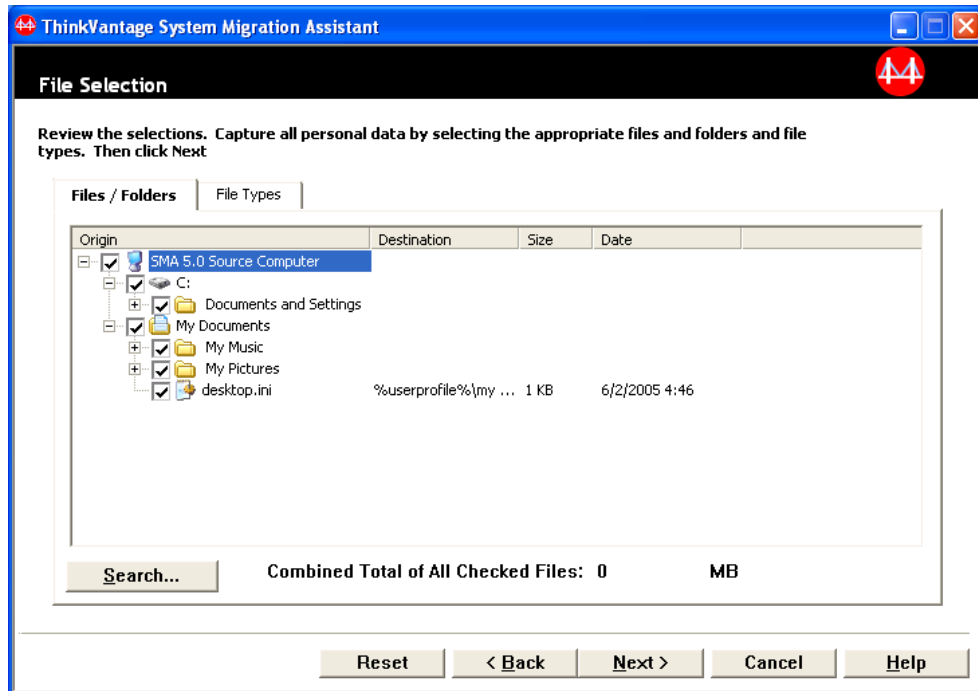 ThinkVantage System Migration Assistant
File Selection
Review the selections. Capture all personal data by selecting the appropriate files and folders and file
types. Then click Next
Files / Folders File Types
Origin Destination Size Date
SMA 5.0 Source Computer
C:
Documents and Settings
My Documents
My Music
My Pictures
desktop.ini %userprofile%\my ... 1 KB 6/2/2005 4:46
Search... Combined Total of All Checked Files: 0 MB
Reset < Back Next > Cancel Help